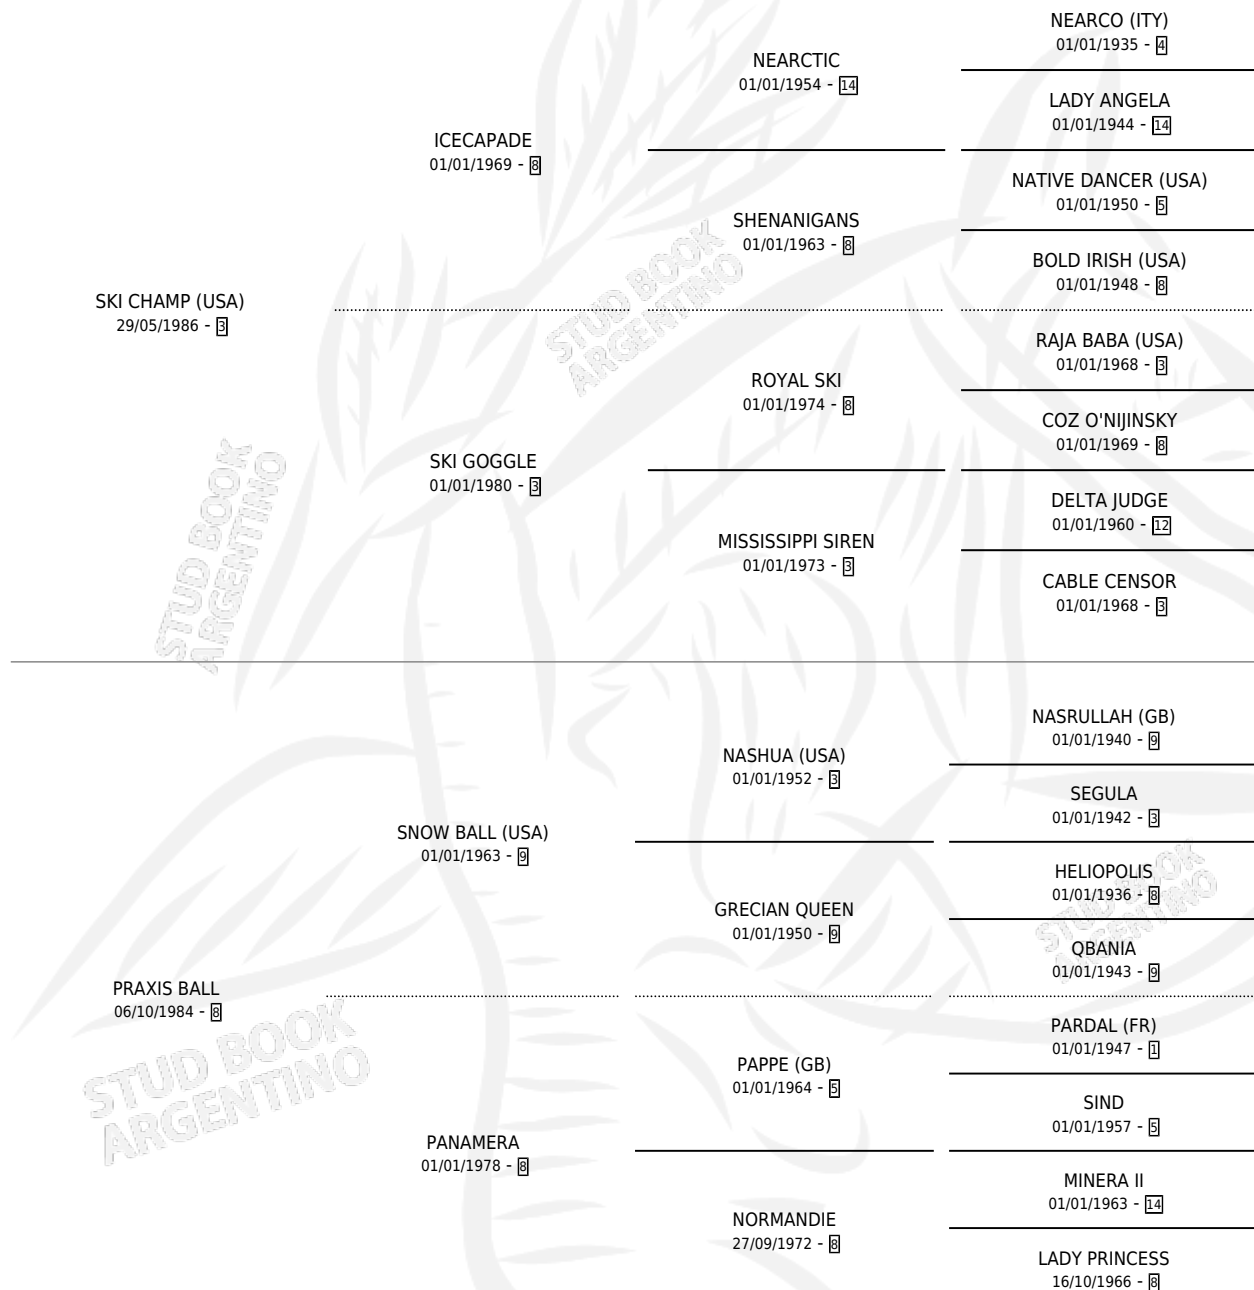 NEARCO (ITY)
01/01/1935 - 4
NEARCTIC
01/01/1954 - 14
LADY ANGELA
01/01/1944 - 14
ICECAPADE
01/01/1969 - 8
NATIVE DANCER (USA)
01/01/1950 - 5
SHENANIGANS
01/01/1963 - 8
BOLD IRISH (USA)
01/01/1948 - 8
SKI CHAMP (USA)
29/05/1986 - 3
RAJA BABA (USA)
01/01/1968 - 3
ROYAL SKI
01/01/1974 - 8
COZ O'NIJINSKY
01/01/1969 - 8
SKI GOGGLE
01/01/1980 - 3
DELTA JUDGE
01/01/1960 - 12
MISSISSIPPI SIREN
01/01/1973 - 3
CABLE CENSOR
01/01/1968 - 3
NASRULLAH (GB)
01/01/1940 - 9
NASHUA (USA)
01/01/1952 - 3
SEGULA
01/01/1942 - 3
SNOW BALL (USA)
01/01/1963 - 9
HELIOPOLIS
01/01/1936 - 8
GRECIAN QUEEN
01/01/1950 - 9
QBANIA
01/01/1943 - 9
PRAXIS BALL
06/10/1984 - 8
PARDAL (FR)
01/01/1947 - 1
PAPPE (GB)
01/01/1964 - 5
SIND
01/01/1957 - 5
PANAMERA
01/01/1978 - 8
MINERA II
01/01/1963 - 14
NORMANDIE
27/09/1972 - 8
LADY PRINCESS
16/10/1966 - 8
STUD BOOK
ARGENTINO
STUD BOOK
ARGENTINO
STUD BOOK
ARGENTINO
STUD BOOK
ARGENTINO